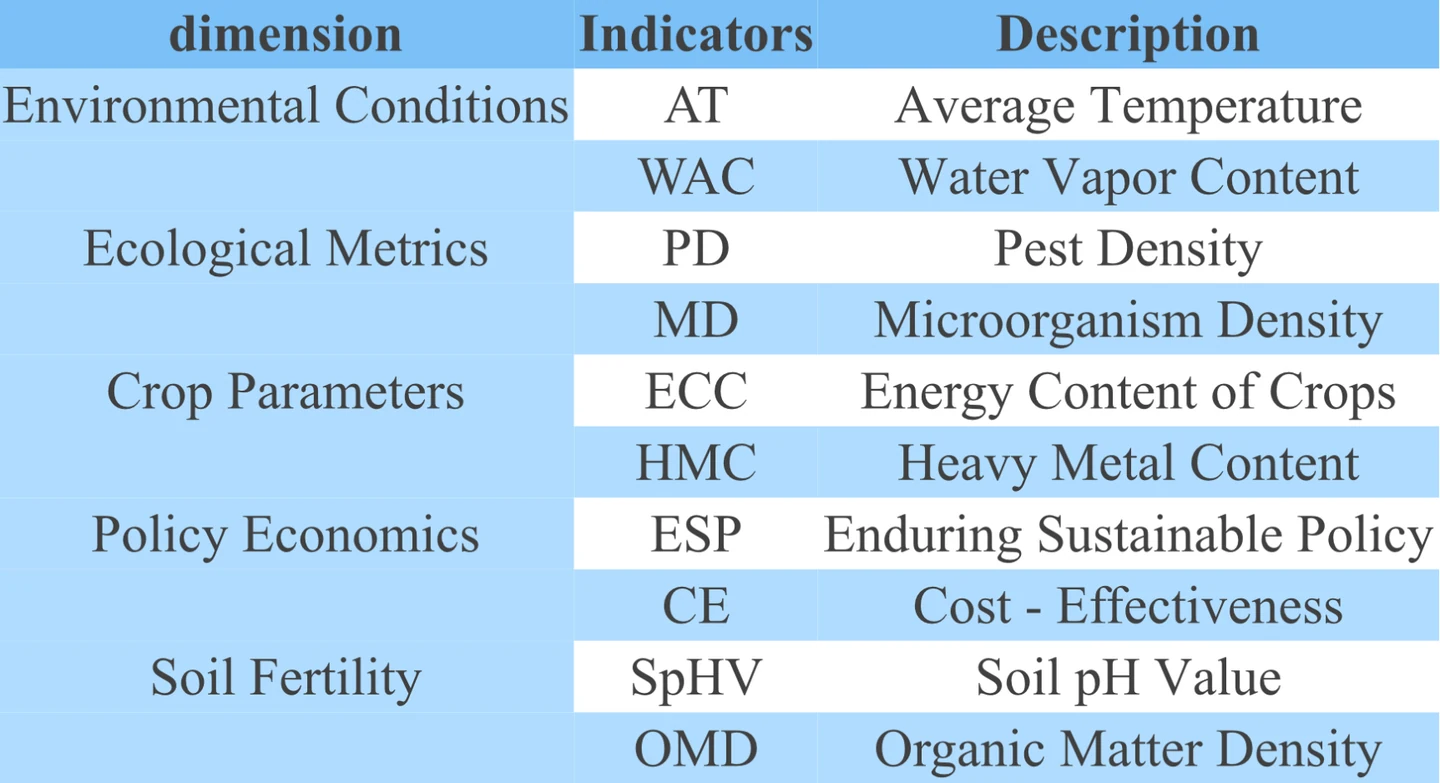 dimension Indicators Description
Environmental Conditions AT Average Temperature
WAC Water Vapor Content
Ecological Metrics PD Pest Density
MD Microorganism Density
Crop Parameters ECC Energy Content of Crops
HMC Heavy Metal Content
Policy Economics ESP Enduring Sustainable Policy
CE Cost - Effectiveness
Soil Fertility SpHV Soil pH Value
OMD Organic Matter Density